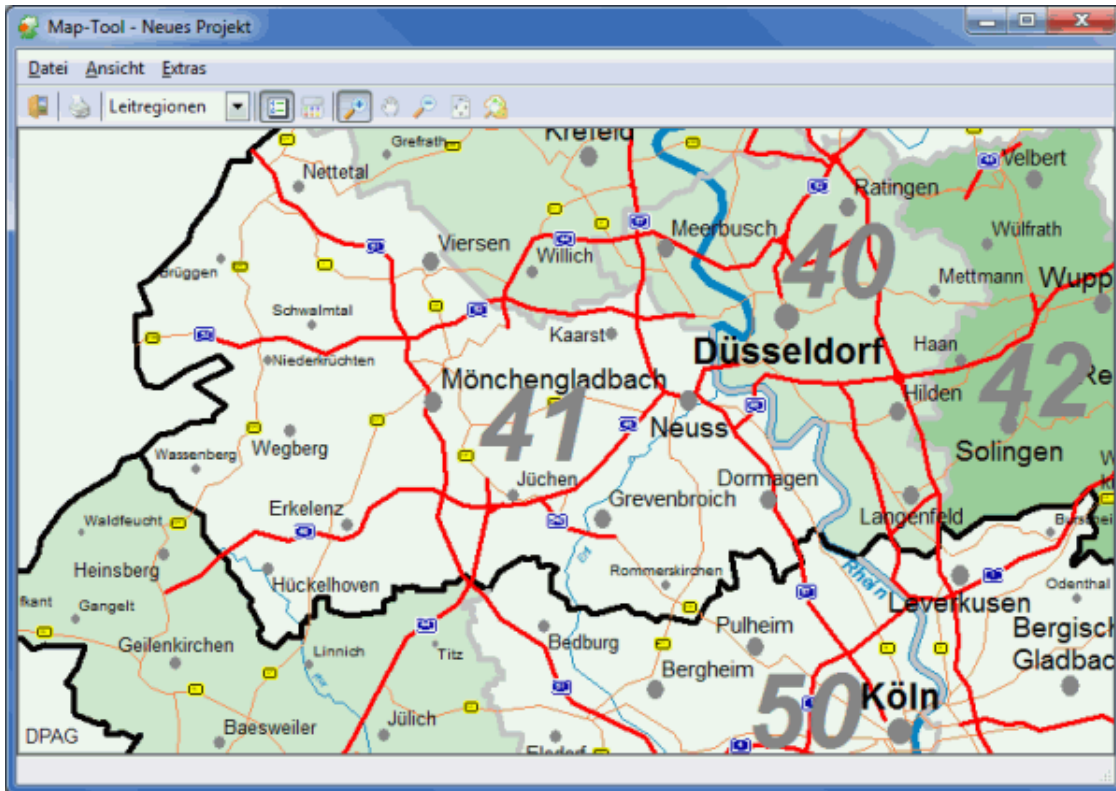 Map-Tool - Neues Projekt
Datei Ansicht Extras
Leitregionen
Grefrath
Krefeld
Velbert
Nettetal
Ratingen
Meerbusch
Wülfrath
Viersen
Willich
40
Brüggen
Mettmann
Wupp
Schwalmtal
Kaarst
Düsseldorf
Haan
Niederkrüchten
Mönchengladbach
42
Re
Hilden
41
Neuss
Wegberg
Wassenberg
Solingen
Jüchen
Dormagen
Grevenbroich
Erkelenz
Langenfeld
Waldfeucht
Heinsberg
Rommerskirchen
Rhein
Hückelhoven
Odenthal
fkant
Gangelt
Leverkusen
Pulheim
Bergisch
Geilenkirchen
Bedburg
Linnich
Titz
Bergheim
Gladbac
50
Köln
Jülich
Baesweiler
DPAG
Elsdorf